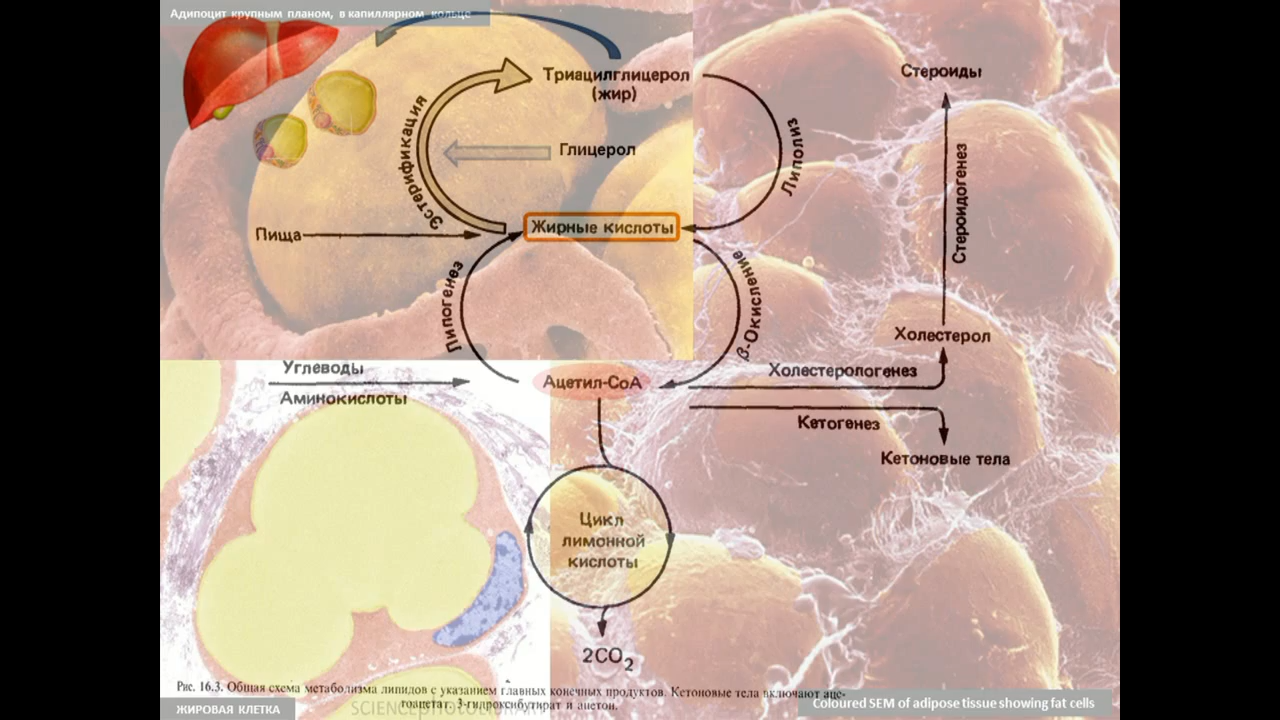 Адипоцит крупным планом, в капиллярном кольце
Стероиды
Триацилглицерол
(жир)
Эстерификация
Глицерол
Липолиз
Стероидогенез
Пища
Жирные кислоты
Липогенез
β-Окисление
Холестерол
Углеводы
Аминокислоты
Ацетил-СоА
Холестерологенез
Кетогенез
Кетоновые тела
Цикл
лимонной
кислоты
2CO2
Рис. 16.3. Общая схема метаболизма липидов с указанием главных конечных продуктов. Кетоновые тела включают аце-
тоацетат, 3-гидроксибутират и ацетон.
ЖИРОВАЯ КЛЕТКА
SCIENCEPHOTOLIBRARY
Coloured SEM of adipose tissue showing fat cells